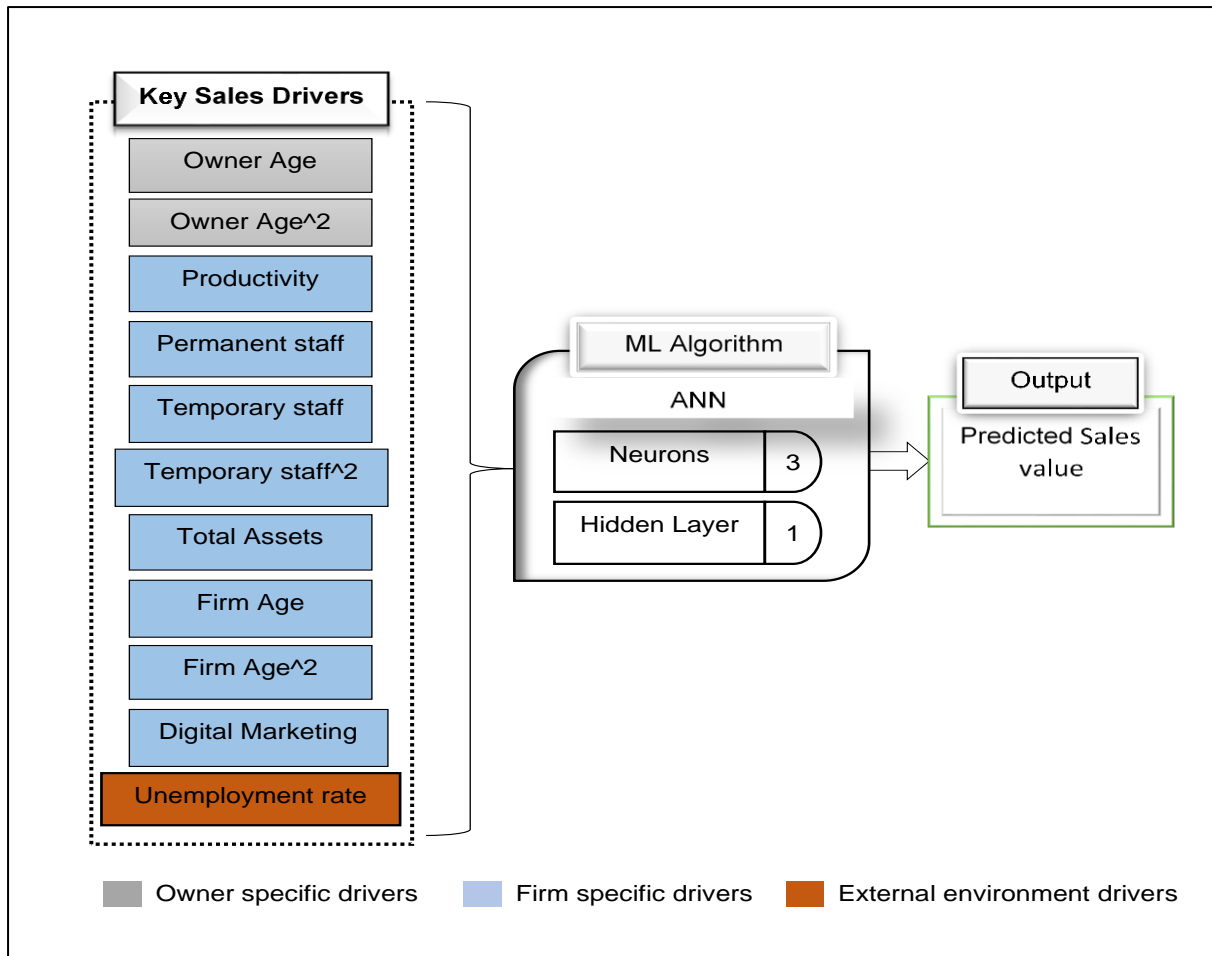 Key Sales Drivers
Owner Age
Owner Age^2
Productivity
Permanent staff
Temporary staff
Temporary staff^2
Total Assets
Firm Age
Firm Age^2
Digital Marketing
Unemployment rate
ML Algorithm
ANN
Neurons 3
Hidden Layer 1
Output
Predicted Sales
value
Owner specific drivers Firm specific drivers External environment drivers